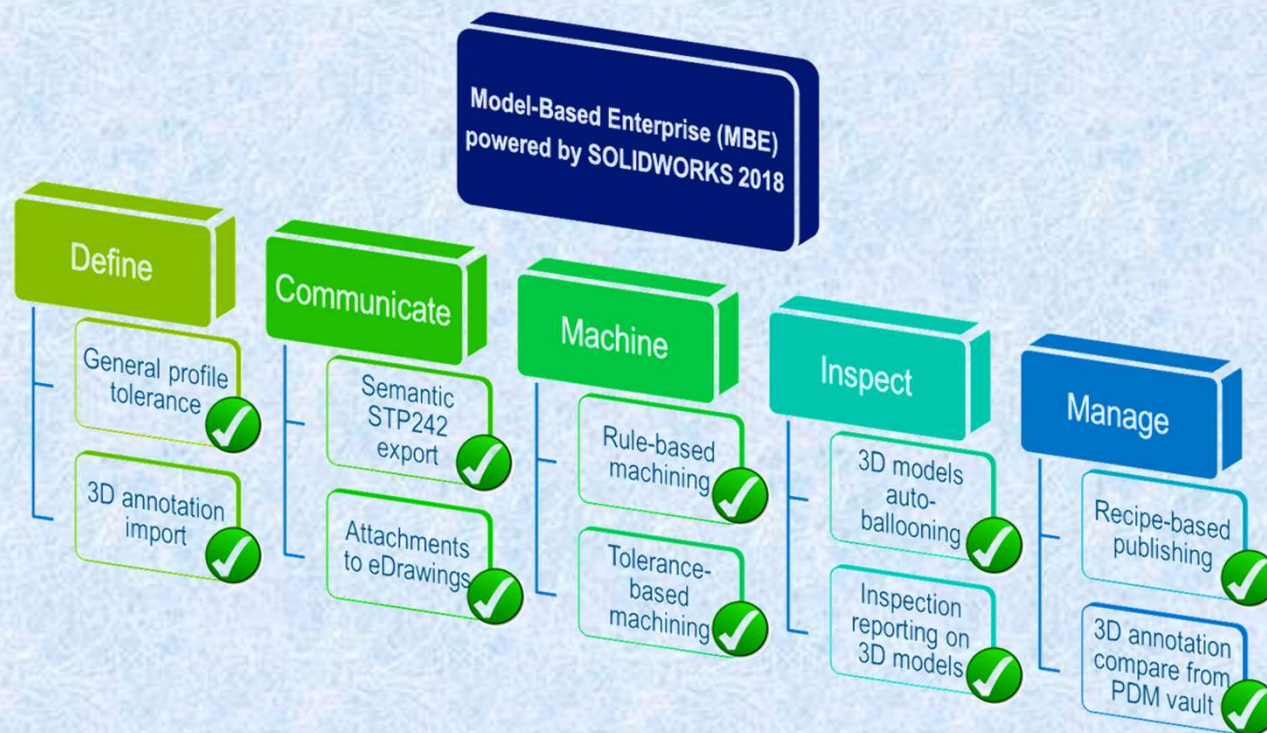 Model-Based Enterprise (MBE)
powered by SOLIDWORKS 2018
Define
General profile
tolerance
3D annotation
import
Communicate
Semantic
STP242
export
Attachments
to eDrawings
Machine
Rule-based
machining
Tolerance-
based
machining
Inspect
3D models
auto-
ballooning
Inspection
reporting on
3D models
Manage
Recipe-based
publishing
3D annotation
compare from
PDM vault